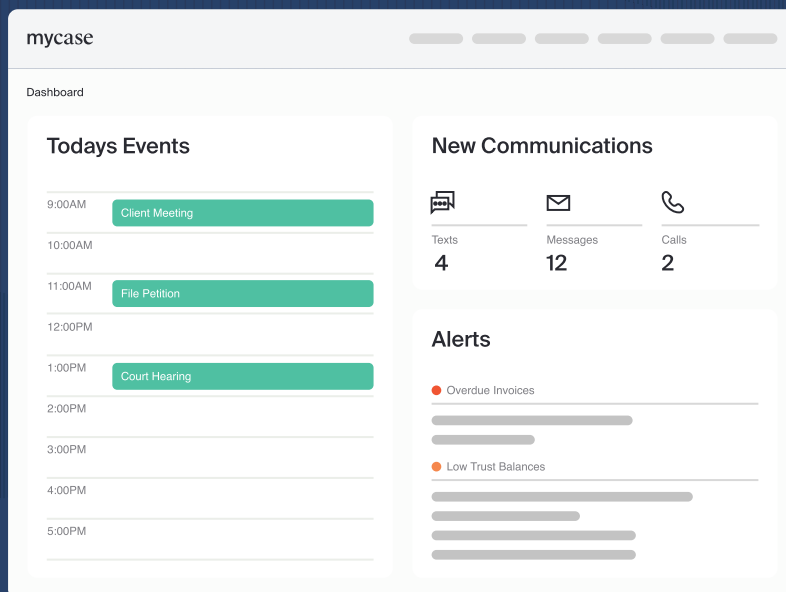 mycase
Dashboard
Todays Events
9:00AM
Client Meeting
10:00AM
11:00AM
File Petition
12:00PM
1:00PM
Court Hearing
2:00PM
3:00PM
4:00PM
5:00PM
New Communications
Texts
4
Messages
12
Calls
2
Alerts
Overdue Invoices
Low Trust Balances